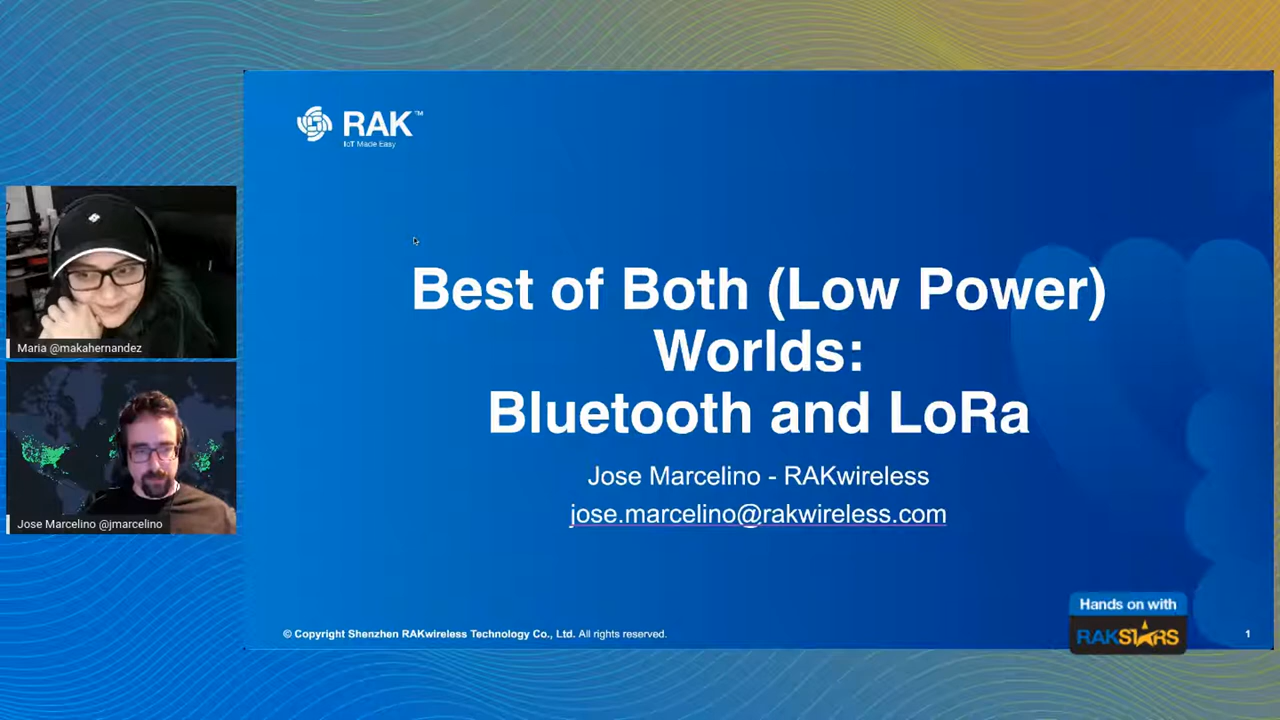 RAK™
IoT Made Easy
Best of Both (Low Power)
Worlds:
Bluetooth and LoRa
Jose Marcelino - RAKwireless
jose.marcelino@rakwireless.com
Maria @makahernandez
Jose Marcelino @jmarcelino
© Copyright Shenzhen RAKwireless Technology Co., Ltd. All rights reserved.
Hands on with
RAKSTARS
1